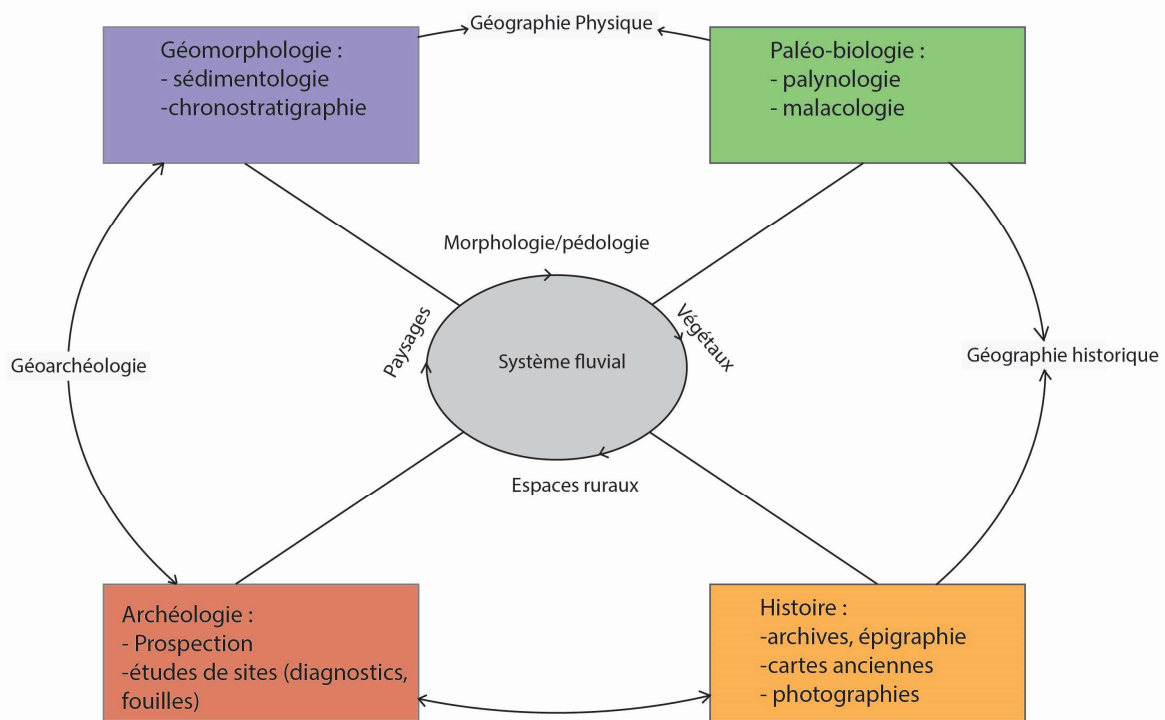 Géographie Physique
Géomorphologie :
- sédimentologie
-chronostratigraphie
Paléo-biologie :
- palynologie
- malacologie
Morphologie/pédologie
Paysages
Végétaux
Système fluvial
Géoarchéologie
Géographie historique
Espaces ruraux
Archéologie :
- Prospection
-études de sites (diagnostics,
fouilles)
Histoire :
-archives, épigraphie
-cartes anciennes
- photographies